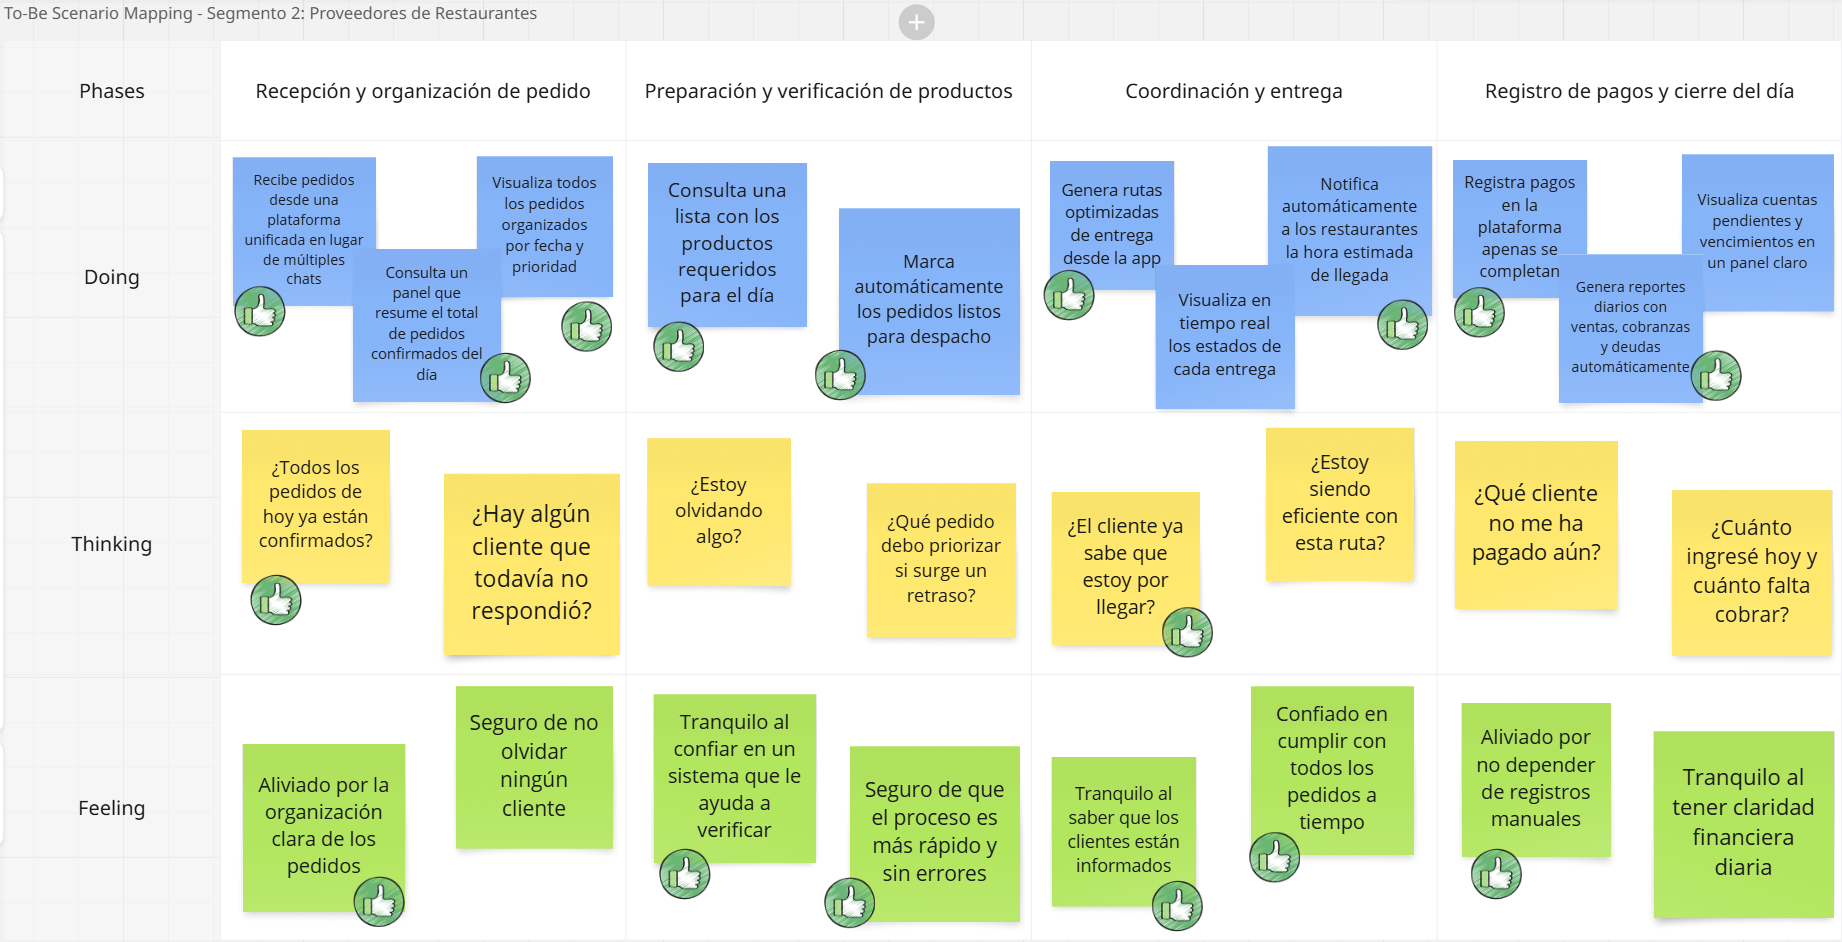 To-Be Scenario Mapping - Segmento 2: Proveedores de Restaurantes
Phases
Recepción y organización de pedido
Preparación y verificación de productos
Coordinación y entrega
Registro de pagos y cierre del día
Doing
Recibe pedidos
desde una
plataforma
unificada en lugar
de múltiples
chats
Consulta un
panel que
resume el total
de pedidos
confirmados del
día
Visualiza todos
los pedidos
organizados
por fecha y
prioridad
Consulta una
lista con los
productos
requeridos
para el día
Marca
automáticamente
los pedidos listos
para despacho
Genera rutas
optimizadas
de entrega
desde la app
Visualiza en
tiempo real
los estados de
cada entrega
Notifica
automáticamente
a los restaurantes
la hora estimada
de llegada
Registra pagos
en la
plataforma
apenas se
completan
Genera reportes
diarios con
ventas, cobranzas
y deudas
automáticamente
Visualiza cuentas
pendientes y
vencimientos en
un panel claro
Thinking
¿Todos los
pedidos de
hoy ya están
confirmados?
¿Hay algún
cliente que
todavía no
respondió?
¿Estoy
olvidando
algo?
¿Qué pedido
debo priorizar
si surge un
retraso?
¿El cliente ya
sabe que
estoy por
llegar?
¿Estoy
siendo
eficiente con
esta ruta?
¿Qué cliente
no me ha
pagado aún?
¿Cuánto
ingresé hoy y
cuánto falta
cobrar?
Feeling
Aliviado por la
organización
clara de los
pedidos
Seguro de no
olvidar
ningún
cliente
Tranquilo al
confiar en un
sistema que le
ayuda a
verificar
Seguro de que
el proceso es
más rápido y
sin errores
Tranquilo al
saber que los
clientes están
informados
Confiado en
cumplir con
todos los
pedidos a
tiempo
Aliviado por
no depender
de registros
manuales
Tranquilo al
tener claridad
financiera
diaria